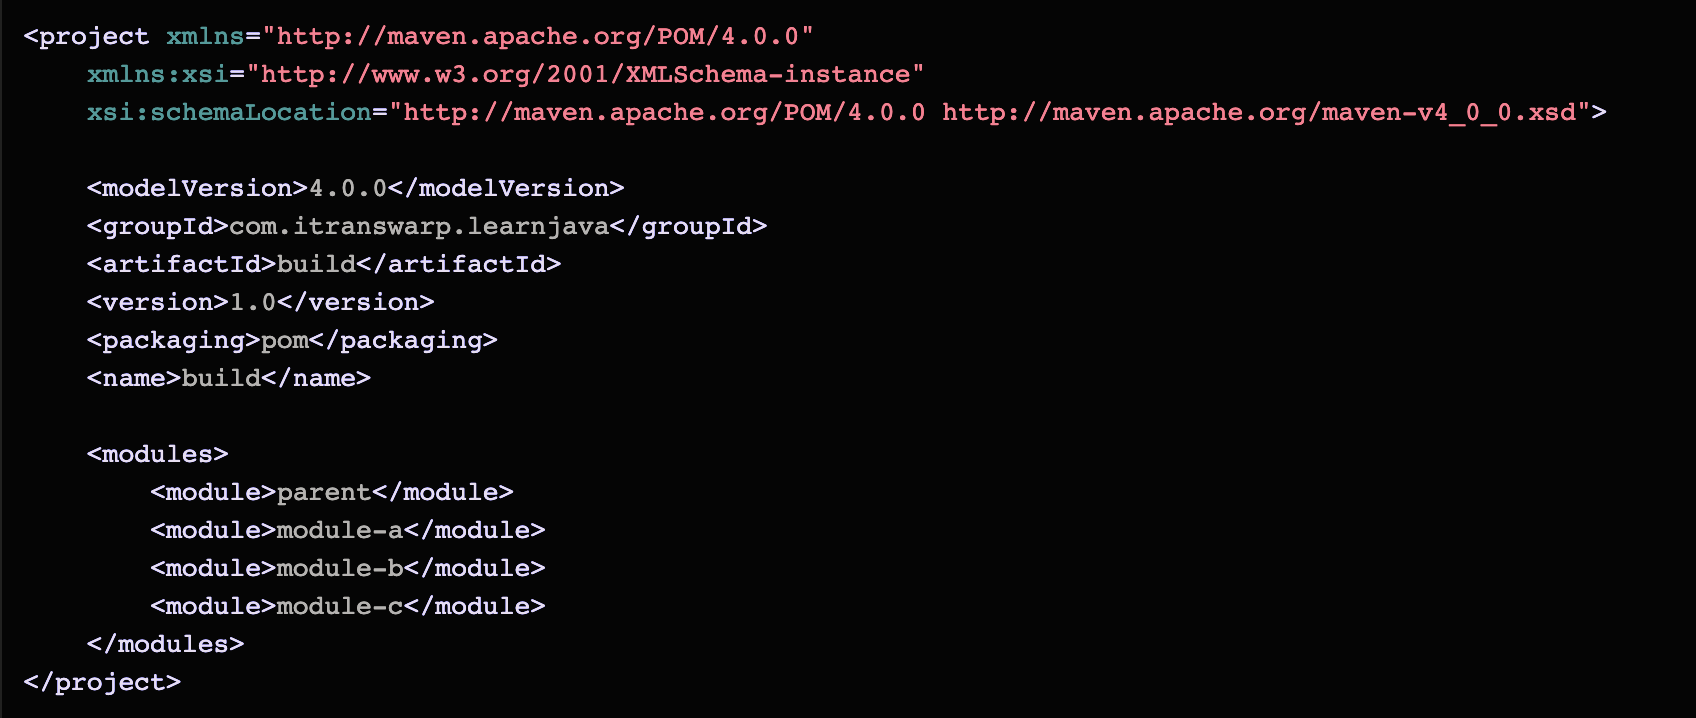 <project xmlns="http://maven.apache.org/POM/4.0.0"
    xmlns:xsi="http://www.w3.org/2001/XMLSchema-instance"
    xsi:schemaLocation="http://maven.apache.org/POM/4.0.0 http://maven.apache.org/maven-v4_0_0.xsd">

    <modelVersion>4.0.0</modelVersion>
    <groupId>com.itranswarp.learnjava</groupId>
    <artifactId>build</artifactId>
    <version>1.0</version>
    <packaging>pom</packaging>
    <name>build</name>

    <modules>
        <module>parent</module>
        <module>module-a</module>
        <module>module-b</module>
        <module>module-c</module>
    </modules>
</project>